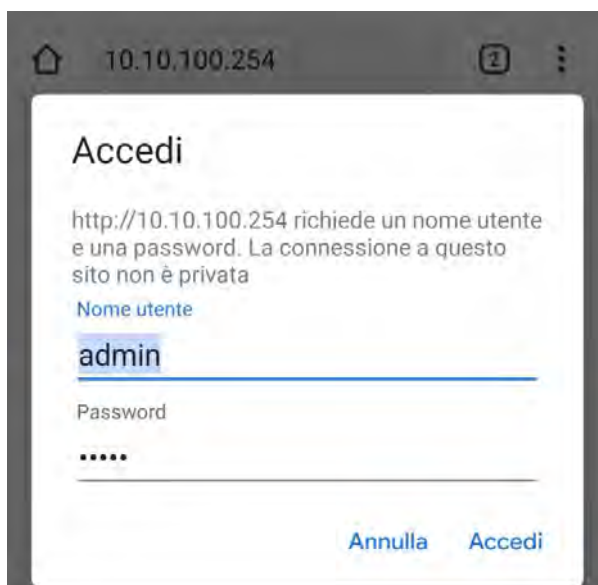 10.10.100.254
2
Accedi
http://10.10.100.254 richiede un nome utente
e una password. La connessione a questo
sito non è privata
Nome utente
admin
Password
•••••
Annulla Accedi